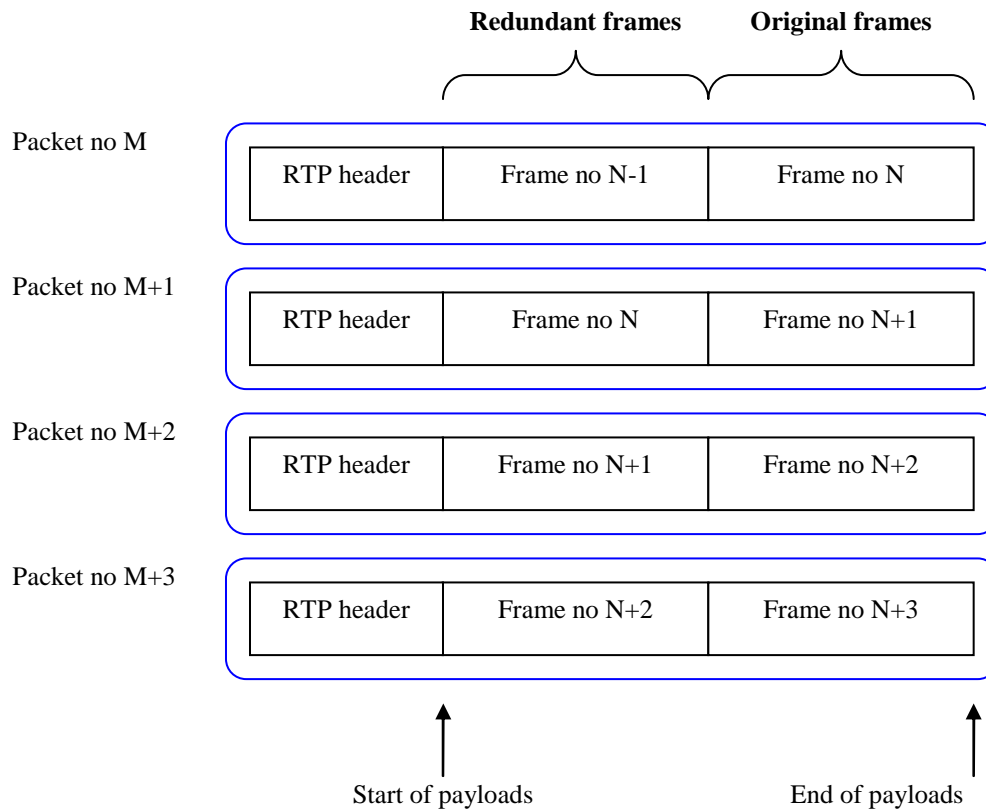 Redundant frames Original frames
Packet no M
RTP header Frame no N-1 Frame no N
Packet no M+1
RTP header Frame no N Frame no N+1
Packet no M+2
RTP header Frame no N+1 Frame no N+2
Packet no M+3
RTP header Frame no N+2 Frame no N+3
Start of payloads End of payloads